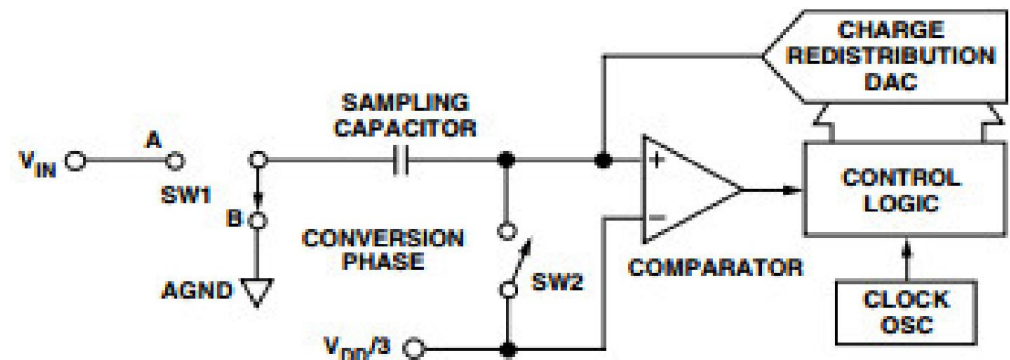 CHARGE
REDISTRIBUTION
DAC
SAMPLING
CAPACITOR
A
VIN
SW1
B
+
−
CONTROL
LOGIC
CONVERSION
PHASE
COMPARATOR
SW2
AGND
CLOCK
OSC
VDD/3